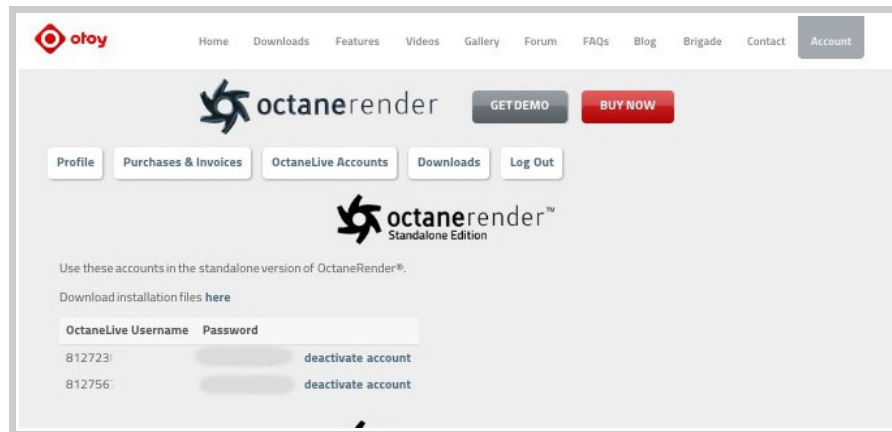 otoy Home Downloads Features Videos Gallery Forum FAQs Blog Brigade Contact Account
octanerender GET DEMO BUY NOW
Profile Purchases & Invoices OctaneLive Accounts Downloads Log Out
octanerender™
Standalone Edition
Use these accounts in the standalone version of OctaneRender®.
Download installation files here
OctaneLive Username Password
812723 deactivate account
812756 deactivate account